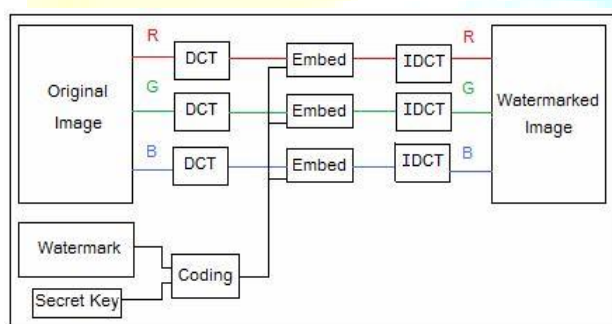 R
DCT
Embed
IDCT
R
Original
Image
G
DCT
Embed
IDCT
G
Watermarked
Image
B
DCT
Embed
IDCT
B
Watermark
Coding
Secret Key